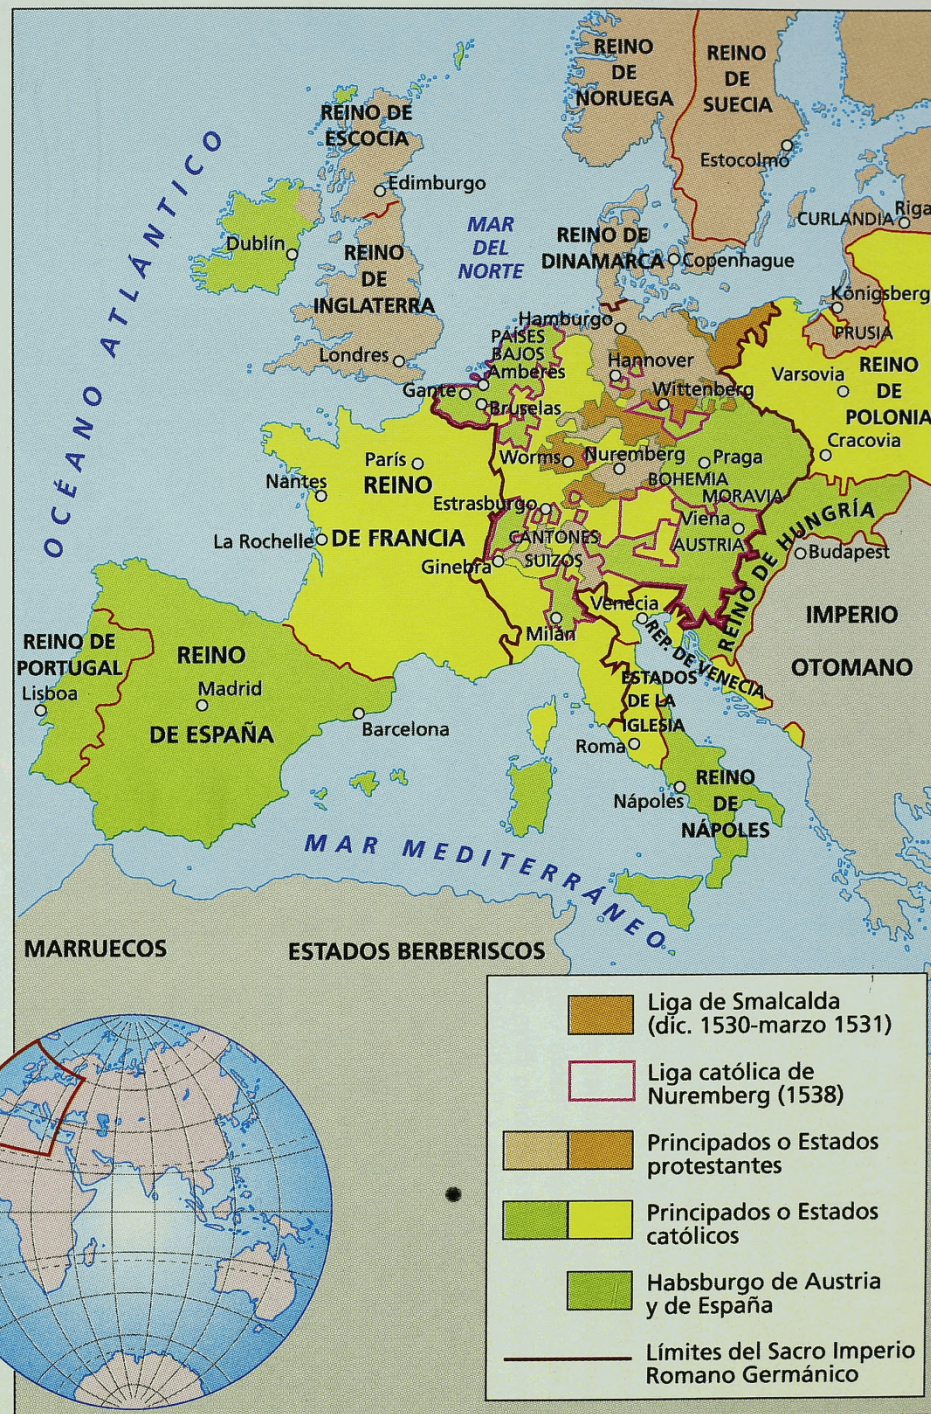 REINO
DE
NORUEGA
REINO
DE
SUECIA
REINO DE
ESCOCIA
Estocolmo
Edimburgo
OCÉANO ATLÁNTICO
MAR
DEL
NORTE
CURLANDIA
Riga
Dublín
REINO
DE
INGLATERRA
REINO DE
DINAMARCA
Copenhague
Königsberg
PRUSIA
Hamburgo
PAÍSES
BAJOS
Londres
Amberes
Hannover
Gante
Bruselas
Wittenberg
Varsovia
REINO
DE
POLONIA
Cracovia
París
Worms
Nuremberg
Praga
BOHEMIA
MORAVIA
Nantes
REINO
DE FRANCIA
Estrasburgo
Viena
AUSTRIA
La Rochelle
CANTONES
SUIZOS
Ginebra
REINO DE HUNGRÍA
Budapest
Venecia
Milán
REP. DE VENECIA
IMPERIO
OTOMANO
REINO DE
PORTUGAL
Lisboa
REINO
DE ESPAÑA
Madrid
Barcelona
ESTADOS
DE LA
IGLESIA
Roma
Nápoles
REINO
DE
NÁPOLES
MAR MEDITERRÁNEO
MARRUECOS
ESTADOS BERBERISCOS
Liga de Smalcalda
(dic. 1530-marzo 1531)
Liga católica de
Nuremberg (1538)
Principados o Estados
protestantes
Principados o Estados
católicos
Habsburgo de Austria
y de España
Límites del Sacro Imperio
Romano Germánico